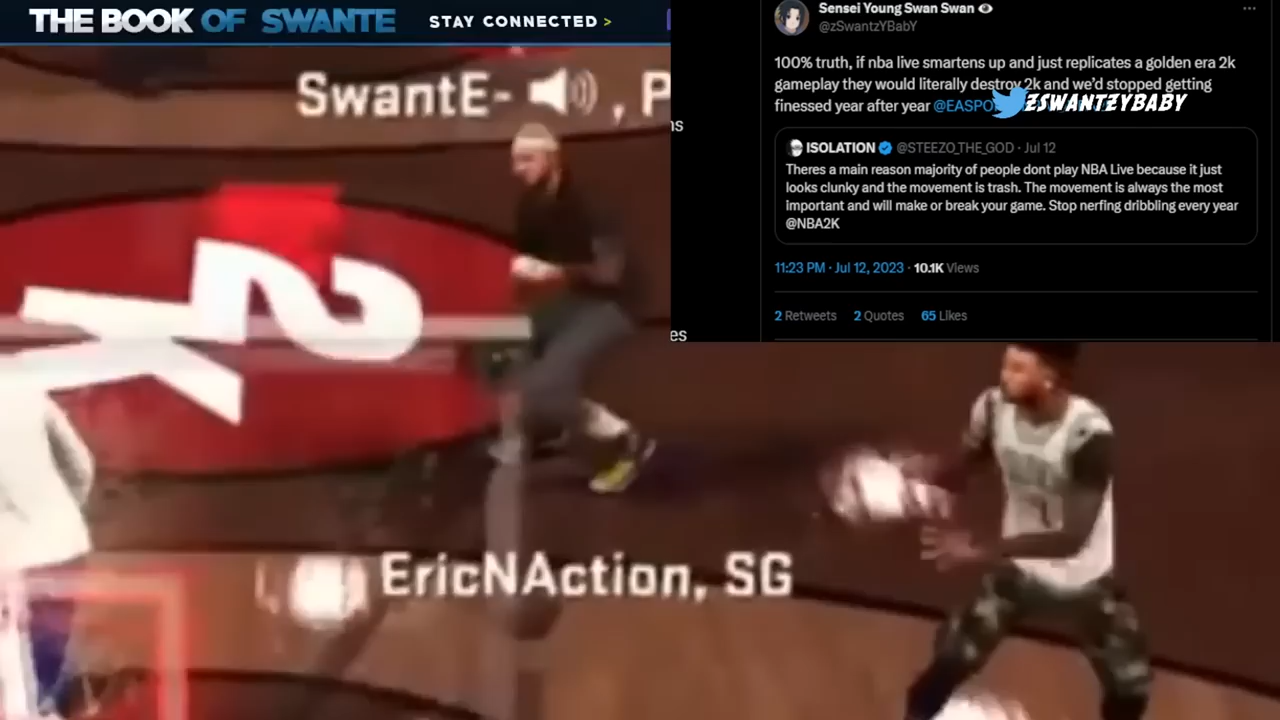 THE BOOK OF SWANTE
STAY CONNECTED >
SwantE- , P
2K
EricNAction, SG
ns
es
Sensei Young Swan Swan
@zSwantzYBabY
100% truth, if nba live smartens up and just replicates a golden era 2k
gameplay they would literally destroy 2k and we'd stopped getting
finessed year after year @EASPO
ZSWANTZYBABY
ISOLATION @STEEZO_THE_GOD · Jul 12
Theres a main reason majority of people dont play NBA Live because it just
looks clunky and the movement is trash. The movement is always the most
important and will make or break your game. Stop nerfing dribbling every year
@NBA2K
11:23 PM · Jul 12, 2023 · 10.1K Views
2 Retweets 2 Quotes 65 Likes